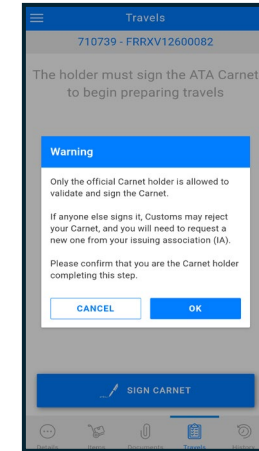 Travels
710739 - FRRXV12600082
The holder must sign the ATA Carnet
to begin preparing travels
Warning
Only the official Carnet holder is allowed to
validate and sign the Carnet.
If anyone else signs it, Customs may reject
your Carnet, and you will need to request a
new one from your issuing association (IA).
Please confirm that you are the Carnet holder
completing this step.
CANCEL OK
SIGN CARNET
Details Items Documents Travels History